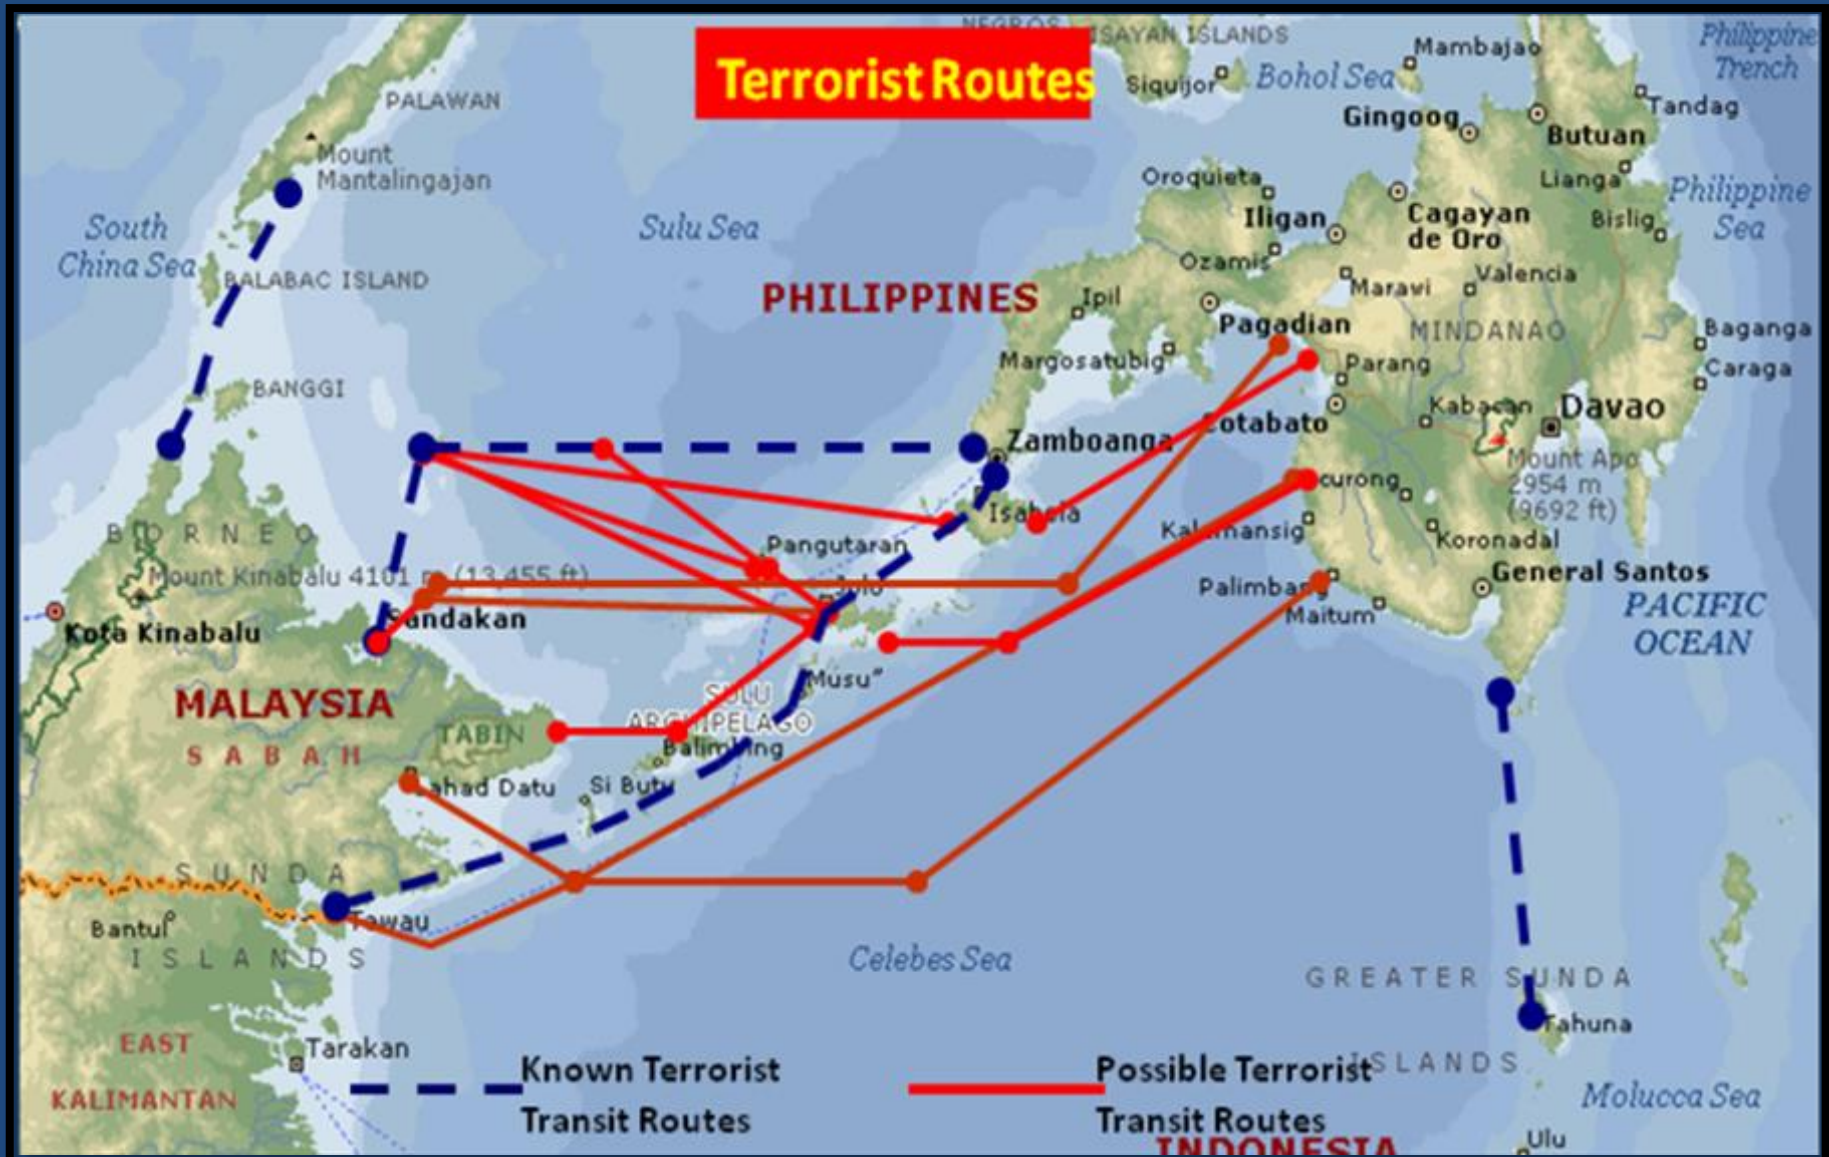 NEGROS
ISAYAN ISLANDS
Terrorist Routes
Siquijor
Bohol Sea
Mambajao
Philippine
Trench
PALAWAN
Gingoog
Butuan
Tandag
Mount
Mantalingajan
Oroquieta
Lianga
Philippine
Sea
South
China Sea
Sulu Sea
Iligan
Cagayan
de Oro
Bislig
BALABAC ISLAND
Ozamis
Marawi
Valencia
PHILIPPINES
Ipil
Pagadian
MINDANAO
Baganga
Margosatubig
Parang
Caraga
BANGGI
Kabacan
Davao
Zamboanga
Cotabato
Mount Apo
2954 m
(9692 ft)
Isabela
curong
BORNEO
Pangutaran
Kalamansig
Koronadal
Mount Kinabalu 4101 m (13,455 ft)
Jolo
Palimbang
General Santos
Maitum
PACIFIC
OCEAN
Kota Kinabalu
Sandakan
MALAYSIA
Musu"
SULU
ARCHIPELAGO
SABAH
TABIN
Balimbing
ahad Datu
Si Butu
SUNDA
Bantul
Tawau
ISLANDS
Celebes Sea
GREATER SUNDA
Tahuna
EAST
KALIMANTAN
Tarakan
Known Terrorist
Transit Routes
Possible Terrorist
Transit Routes
SLANDS
Molucca Sea
INDONESIA
Ulu